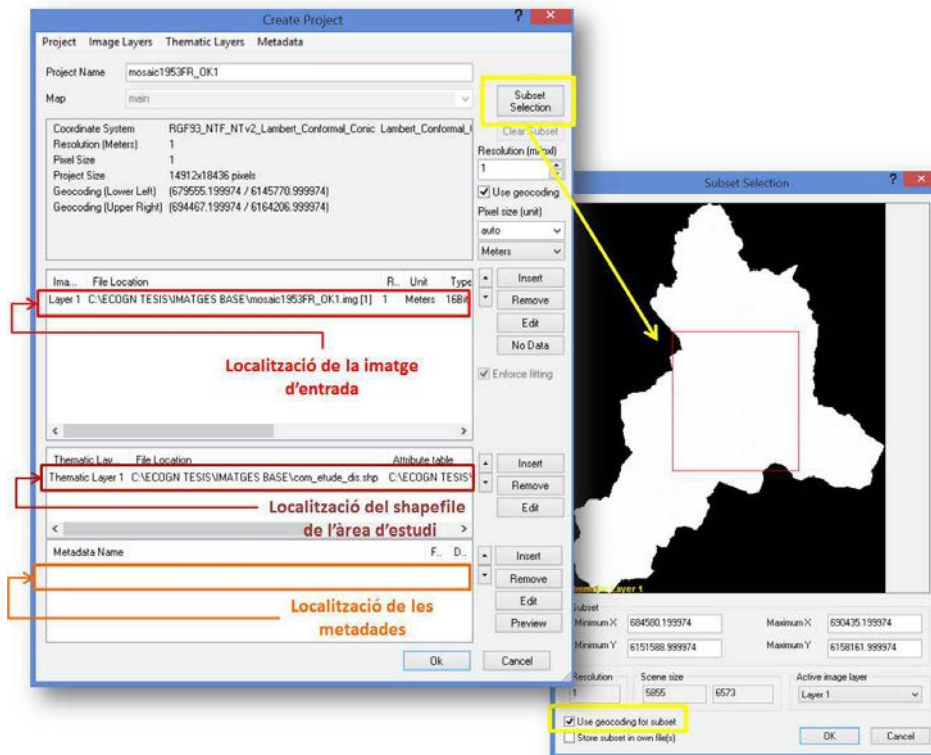 Create Project
?
Project Image Layers Thematic Layers Metadata
Project Name mosaic1953FR_OK1
Map main
Subset Selection
Clear Subset
Coordinate System RGF93_NTF_NTv2_Lambert_Conformal_Conic Lambert_Conformal_
Resolution (Meters) 1
Pixel Size 1
Project Size 14912x18436 pixels
Geocoding (Lower Left) (679555.199974 / 6145770.999974)
Geocoding (Upper Right) (694467.199974 / 6164206.999974)
Resolution (m/pxl)
1
Use geocoding
Pixel size (unit)
auto
Meters
Ima... File Location R.. Unit Type
Layer 1 C:\ECOGN TESIS\IMATGES BASE\mosaic1953FR_OK1.img [1] 1 Meters 16Bit
Insert
Remove
Edit
No Data
Enforce fitting
Localització de la imatge
d'entrada
Thematic Lay... File Location Attribute table
Thematic Layer 1 C:\ECOGN TESIS\IMATGES BASE\com_etude_dis.shp C:\ECOGN TESIS\
Insert
Remove
Edit
Localització del shapefile
de l'àrea d'estudi
Metadata Name F.. D..
Insert
Remove
Edit
Preview
Localització de les
metadades
Ok Cancel
Subset Selection
?
Layer 1
Subset
Minimum X 684580.199974 Maximum X 690435.199974
Minimum Y 6151588.999974 Maximum Y 6158161.999974
Resolution Scene size Active image layer
1 5855 6573 Layer 1
Use geocoding for subset
Store subset in own file(s)
OK Cancel